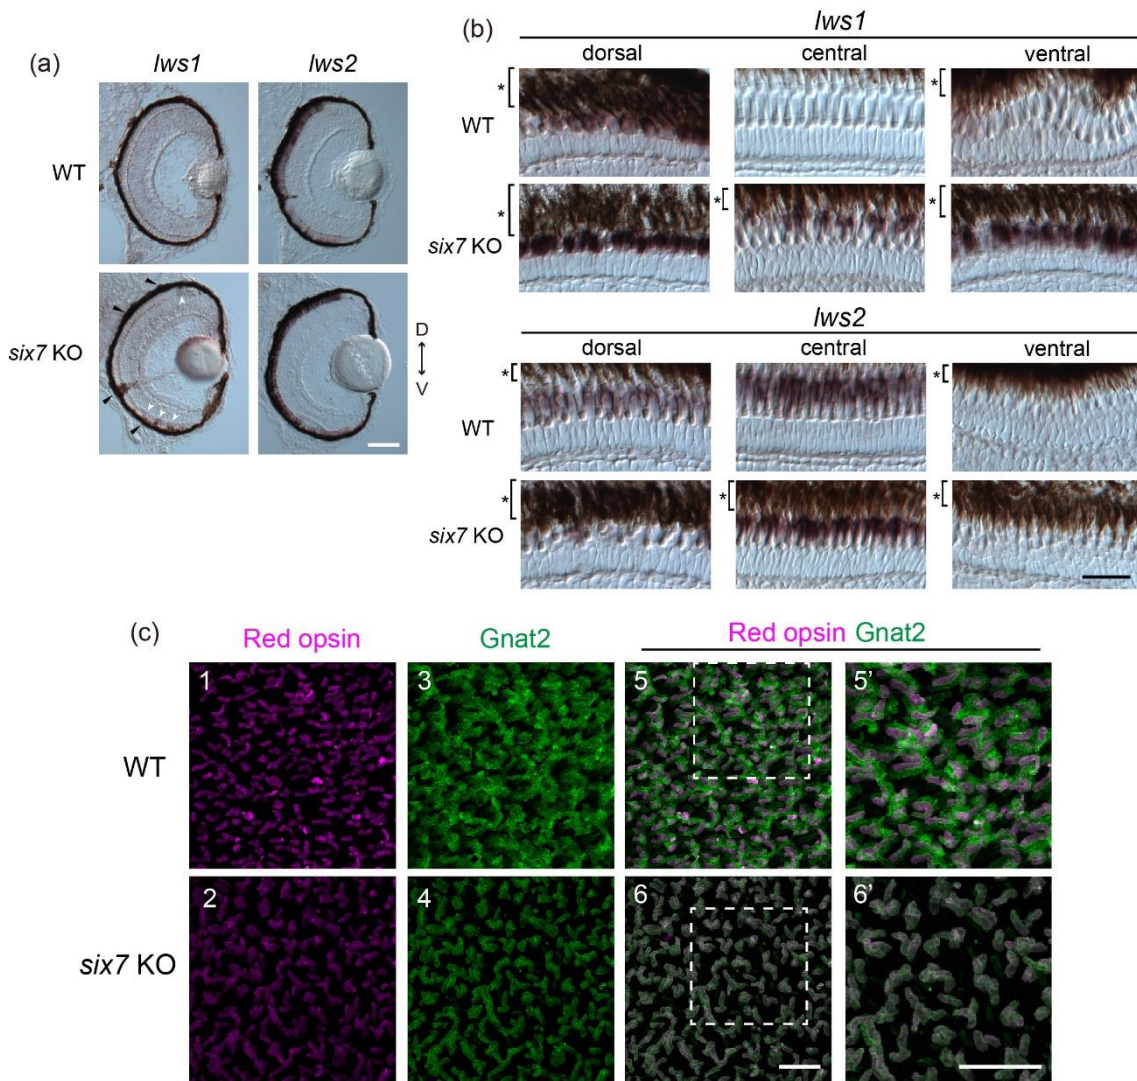 (a)
lws1 lws2
WT
six7 KO
D
V
(b)
lws1
dorsal central ventral
* *
WT
* * *
six7 KO
lws2
dorsal central ventral
* *
WT
* * *
six7 KO
(c)
Red opsin Gnat2 Red opsin Gnat2
1 3 5 5’
WT
2 4 6 6’
six7 KO